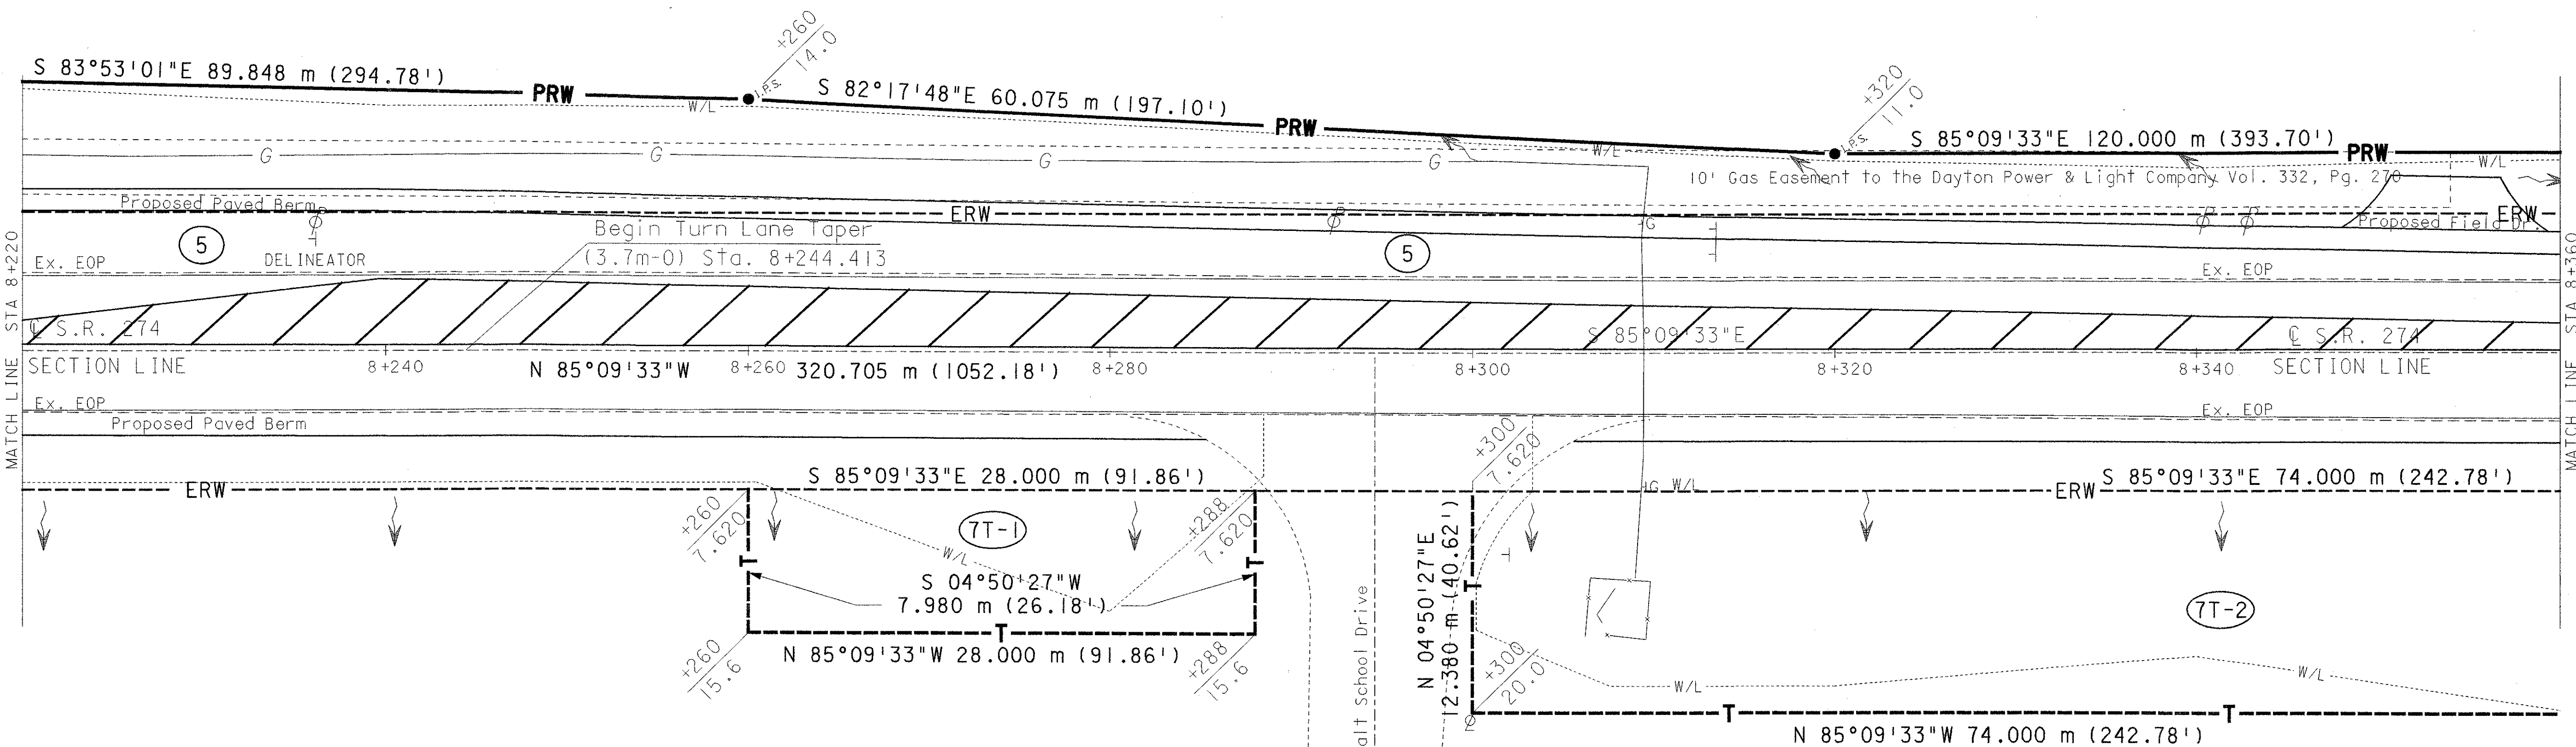 +260
14.0
S 83°53'01"E 89.848 m (294.78')
PRW
I.P.S.
W/L
S 82°17'48"E 60.075 m (197.10')
PRW
W/L
+320
11.0
I.P.S.
S 85°09'33"E 120.000 m (393.70')
PRW
W/L
G
G
G
G
10' Gas Easement to the Dayton Power & Light Company Vol. 332, Pg. 270
Proposed Paved Berm
ERW
ERW
G
Proposed Field Dr.
5
Begin Turn Lane Taper
(3.7m-0) Sta. 8+244.413
5
DELINEATOR
Ex. EOP
Ex. EOP
MATCH LINE STA 8+220
MATCH LINE STA 8+360
℄ S.R. 274
S 85°09'33"E
℄ S.R. 274
SECTION LINE
8+240
N 85°09'33"W 320.705 m (1052.18')
8+260
8+280
8+300
8+320
8+340
SECTION LINE
Ex. EOP
Ex. EOP
Proposed Paved Berm
+300
7.620
ERW
S 85°09'33"E 28.000 m (91.86')
G
W/L
ERW
S 85°09'33"E 74.000 m (242.78')
+260
7.620
7T-1
+288
7.620
W/L
T
T
S 04°50'27"W
7.980 m (26.18')
T
N 85°09'33"W 28.000 m (91.86')
+260
15.6
+288
15.6
alt School Drive
N 04°50'27"E
12.380 m (40.62')
T
7T-2
+300
20.0
W/L
W/L
T
T
N 85°09'33"W 74.000 m (242.78')